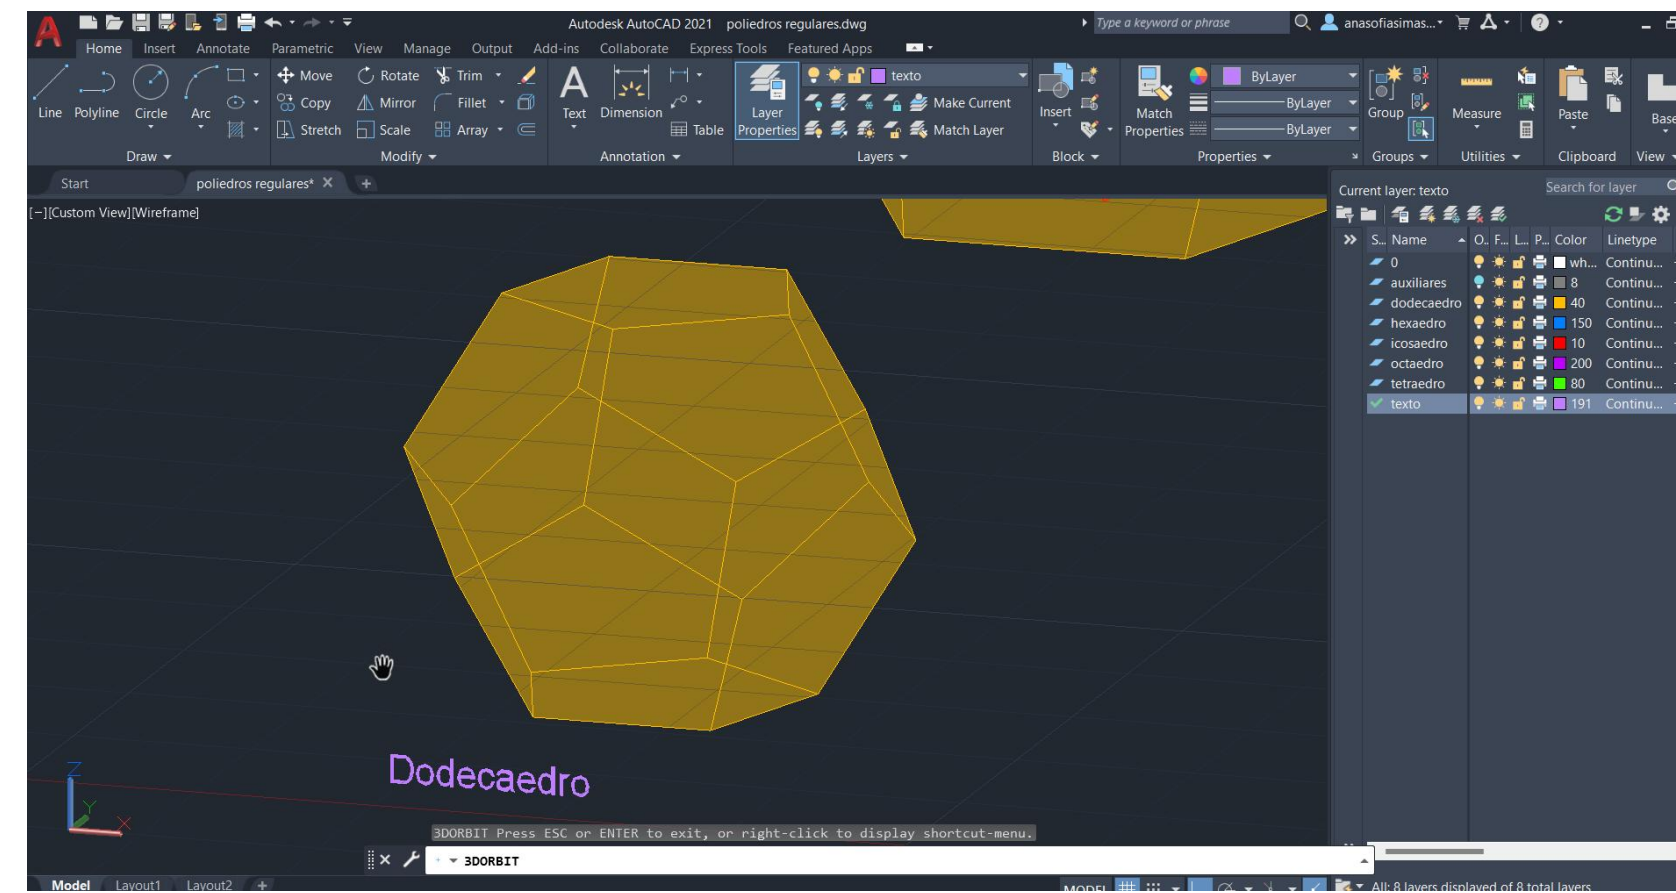 Autodesk AutoCAD 2021 poliedros regulares.dwg Type a keyword or phrase anasofiasimas...
Home Insert Annotate Parametric View Manage Output Add-ins Collaborate Express Tools Featured Apps
Line Polyline Circle Arc
Move Rotate Trim
Copy Mirror Fillet
Stretch Scale Array
Text Dimension
Table
Layer Properties
texto
Make Current
Match Layer
Insert
Match Properties
ByLayer
ByLayer
ByLayer
Group
Measure
Paste
Base
Draw Modify Annotation Layers Block Properties Groups Utilities Clipboard View
Start poliedros regulares* X +
[−][Custom View][Wireframe]
Current layer: texto Search for layer
S... Name O.. F... L... P... Color Linetype
0 wh... Continu...
auxiliares 8 Continu...
dodecaedro 40 Continu...
hexaedro 150 Continu...
icosaedro 10 Continu...
octaedro 200 Continu...
tetraedro 80 Continu...
texto 191 Continu...
Dodecaedro
Z
Y
X
3DORBIT Press ESC or ENTER to exit, or right-click to display shortcut-menu.
3DORBIT
Model Layout1 Layout2 + MODEL All: 8 layers displayed of 8 total layers